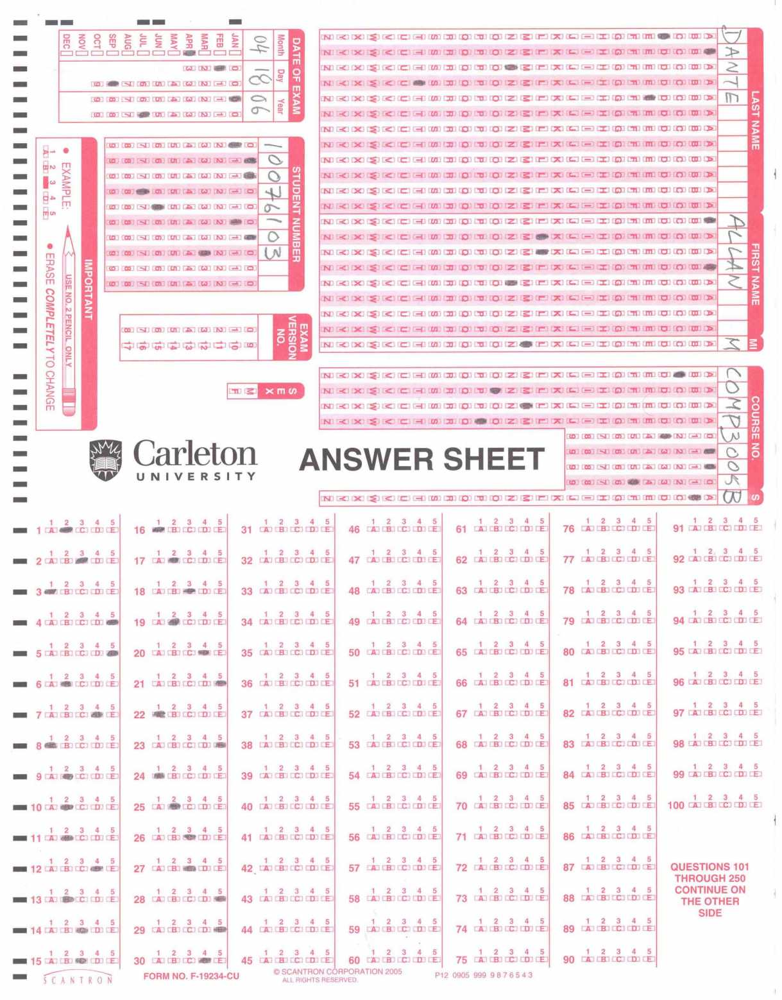 DATE OF EXAM
Month Day Year
04 18 06
JAN
FEB
MAR
APR
MAY
JUN
JUL
AUG
SEP
OCT
NOV
DEC
LAST NAME
DANTE
FIRST NAME
ALLAN
MI
M
STUDENT NUMBER
10076103
EXAM VERSION NO.
SEX
M
F
COURSE NO.
COMP3005
S
B
IMPORTANT
USE NO. 2 PENCIL ONLY
• EXAMPLE:
1 2 3 4 5
A B D E
• ERASE COMPLETELY TO CHANGE
Carleton
UNIVERSITY
ANSWER SHEET
1 16 31 46 61 76 91
2 17 32 47 62 77 92
3 18 33 48 63 78 93
4 19 34 49 64 79 94
5 20 35 50 65 80 95
6 21 36 51 66 81 96
7 22 37 52 67 82 97
8 23 38 53 68 83 98
9 24 39 54 69 84 99
10 25 40 55 70 85 100
11 26 41 56 71 86
12 27 42 57 72 87
13 28 43 58 73 88
14 29 44 59 74 89
15 30 45 60 75 90
QUESTIONS 101
THROUGH 250
CONTINUE ON
THE OTHER
SIDE
SCANTRON
FORM NO. F-19234-CU
© SCANTRON CORPORATION 2005
ALL RIGHTS RESERVED.
P12 0905 999 9 8 7 6 5 4 3